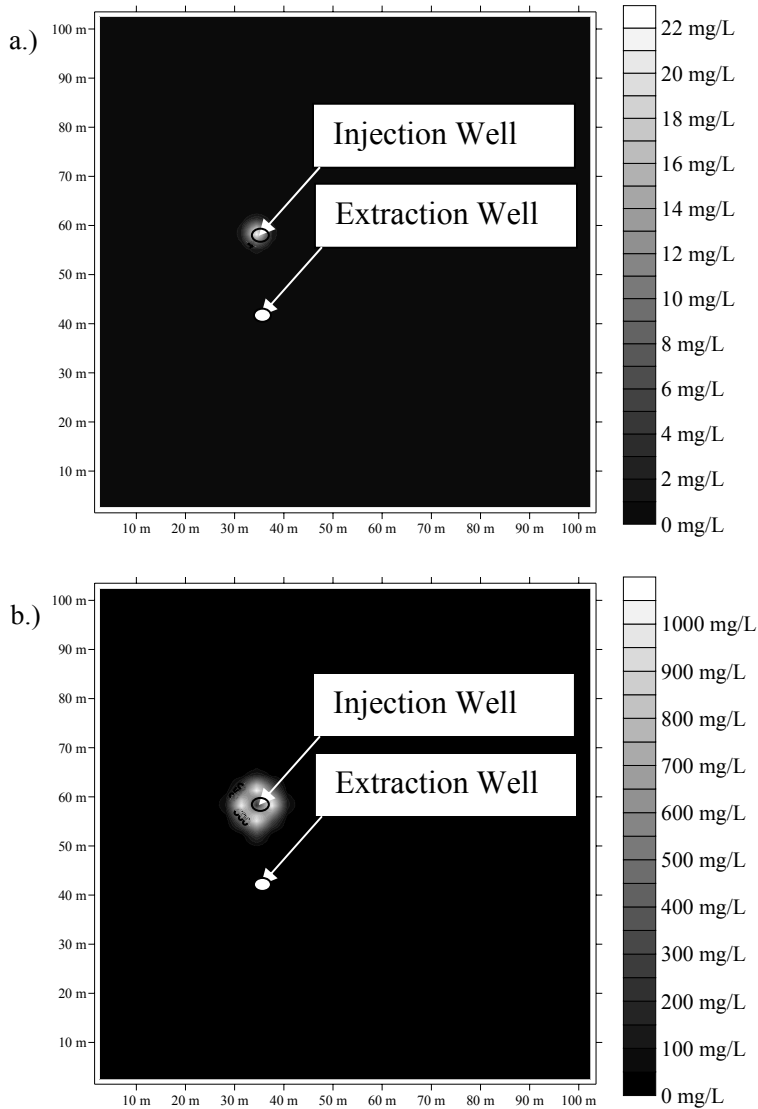 a.)
100 m
90 m
80 m
70 m
60 m
50 m
40 m
30 m
20 m
10 m
Injection Well
Extraction Well
10 m 20 m 30 m 40 m 50 m 60 m 70 m 80 m 90 m 100 m
22 mg/L
20 mg/L
18 mg/L
16 mg/L
14 mg/L
12 mg/L
10 mg/L
8 mg/L
6 mg/L
4 mg/L
2 mg/L
0 mg/L
b.)
100 m
90 m
80 m
70 m
60 m
50 m
40 m
30 m
20 m
10 m
Injection Well
Extraction Well
10 m 20 m 30 m 40 m 50 m 60 m 70 m 80 m 90 m 100 m
1000 mg/L
900 mg/L
800 mg/L
700 mg/L
600 mg/L
500 mg/L
400 mg/L
300 mg/L
200 mg/L
100 mg/L
0 mg/L